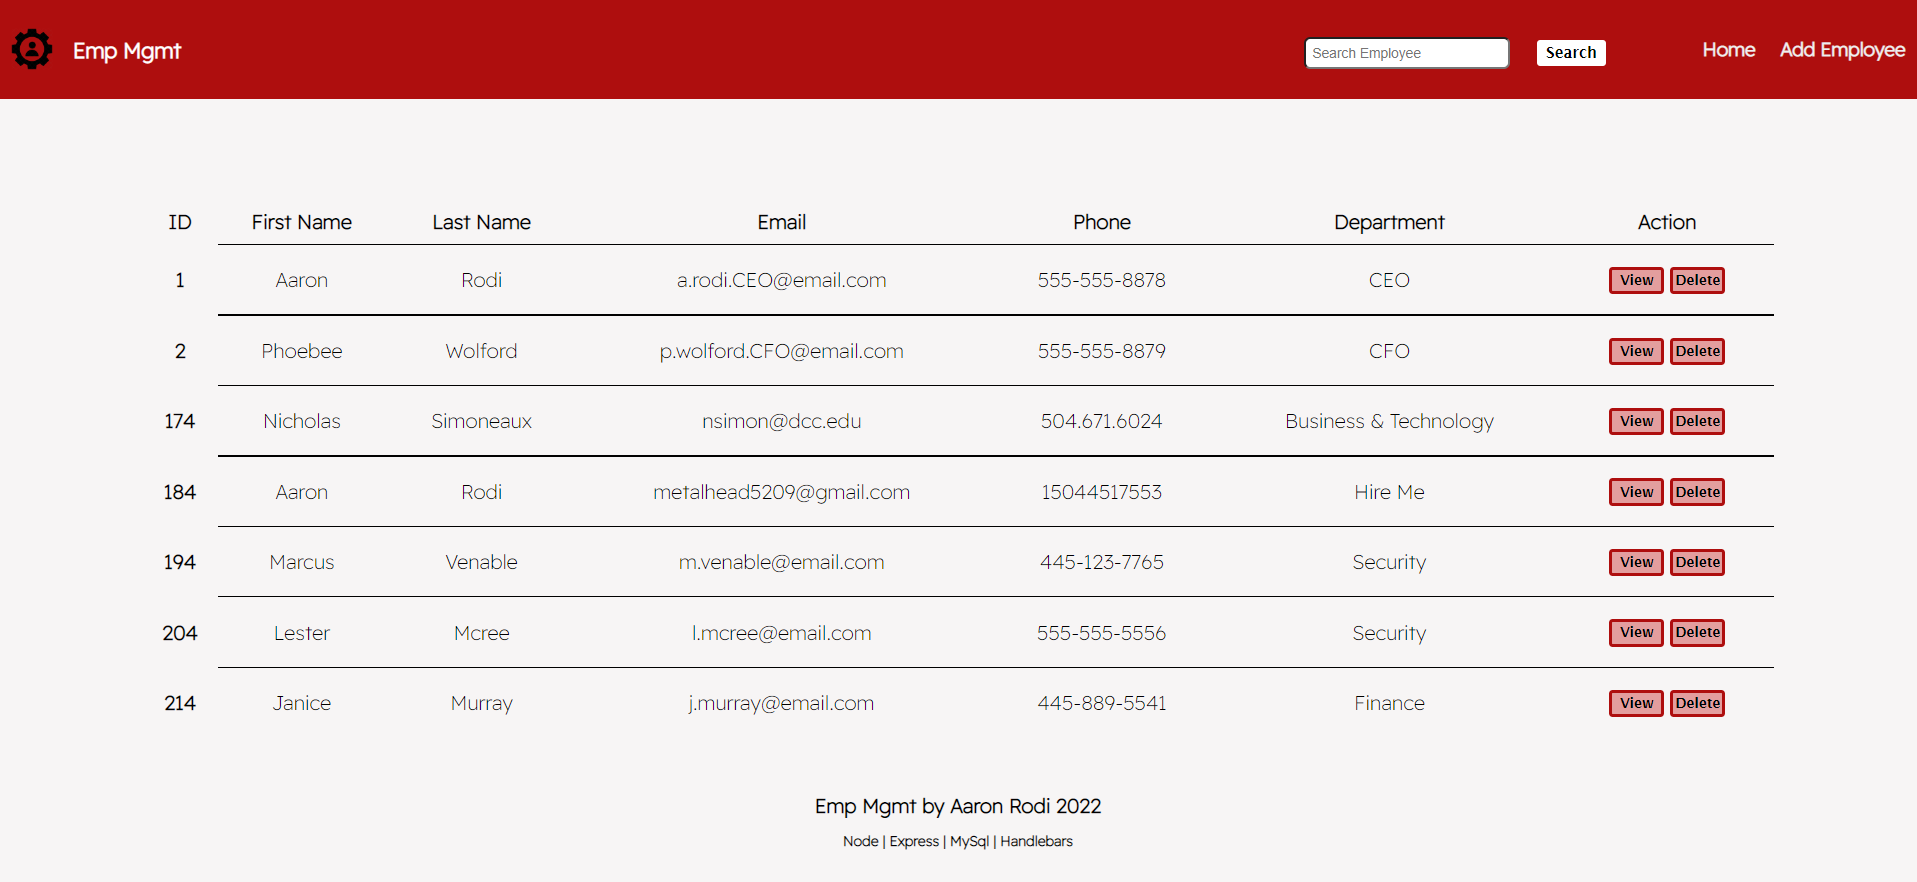 Emp Mgmt Search Employee Search Home Add Employee
ID First Name Last Name Email Phone Department Action
1 Aaron Rodi a.rodi.CEO@email.com 555-555-8878 CEO View Delete
2 Phoebee Wolford p.wolford.CFO@email.com 555-555-8879 CFO View Delete
174 Nicholas Simoneaux nsimon@dcc.edu 504.671.6024 Business & Technology View Delete
184 Aaron Rodi metalhead5209@gmail.com 15044517553 Hire Me View Delete
194 Marcus Venable m.venable@email.com 445-123-7765 Security View Delete
204 Lester Mcree l.mcree@email.com 555-555-5556 Security View Delete
214 Janice Murray j.murray@email.com 445-889-5541 Finance View Delete
Emp Mgmt by Aaron Rodi 2022
Node | Express | MySql | Handlebars